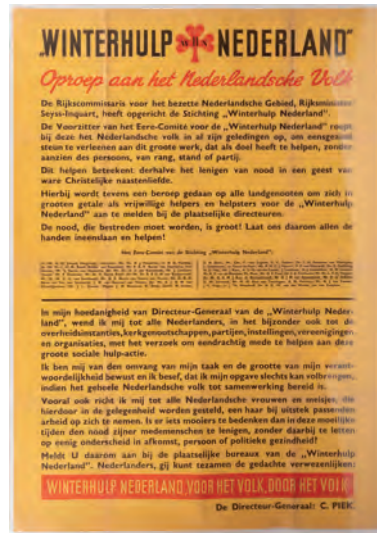 „WINTERHULP W.H.N. NEDERLAND"
Oproep aan het Nederlandsche Volk
De Rijkscommissaris voor het bezette Nederlandsche Gebied, Rijksminister
Seyss-Inquart, heeft opgericht de Stichting „Winterhulp Nederland".
De Voorzitter van het Eere-Comité voor de „Winterhulp Nederland" roept
bij deze het Nederlandsche volk in al zijn geledingen op, om eensgezind
steun te verleenen aan dit groote werk, dat als doel heeft te helpen, zonder
aanzien des persoons, van rang, stand of partij.
Dit helpen beteekent derhalve het lenigen van nood in een geest van
ware Christelijke naastenliefde.
Hierbij wordt tevens een beroep gedaan op alle landgenooten om zich in
grooten getale als vrijwillige helpers en helpsters voor de „Winterhulp
Nederland" aan te melden bij de plaatselijke directeuren.
De nood, die bestreden moet worden, is groot! Laat ons daarom allen de
handen ineenslaan en helpen!
Het Eere-Comité van de Stichting „Winterhulp Nederland":
In mijn hoedanigheid van Directeur-Generaal van de „Winterhulp Neder-
land", wend ik mij tot alle Nederlanders, in het bijzonder ook tot de
overheidsinstanties, kerkgenootschappen, partijen, instellingen, vereenigingen
en organisaties, met het verzoek om eendrachtig mede te helpen aan deze
groote sociale hulp-actie.
Ik ben mij van den omvang van mijn taak en de grootte van mijn verant-
woordelijkheid bewust en ik besef, dat ik mijn opgave slechts kan volbrengen,
indien het geheele Nederlandsche volk tot samenwerking bereid is.
Vooral ook richt ik mij tot alle Nederlandsche vrouwen en meisjes, die
hierdoor in de gelegenheid worden gesteld, een haar bij uitstek passenden
arbeid op zich te nemen. Is er iets mooiers te bedenken dan in deze moeilijke
tijden den nood zijner medemenschen te lenigen, zonder daarbij te letten
op eenig onderscheid in afkomst, persoon of politieke gezindheid?
Meldt U daarom aan bij de plaatselijke bureaux van de „Winterhulp
Nederland". Nederlanders, gij kunt tezamen de gedachte verwezenlijken:
WINTERHULP NEDERLAND, VOOR HET VOLK, DOOR HET VOLK
De Directeur-Generaal: C. PIEK.